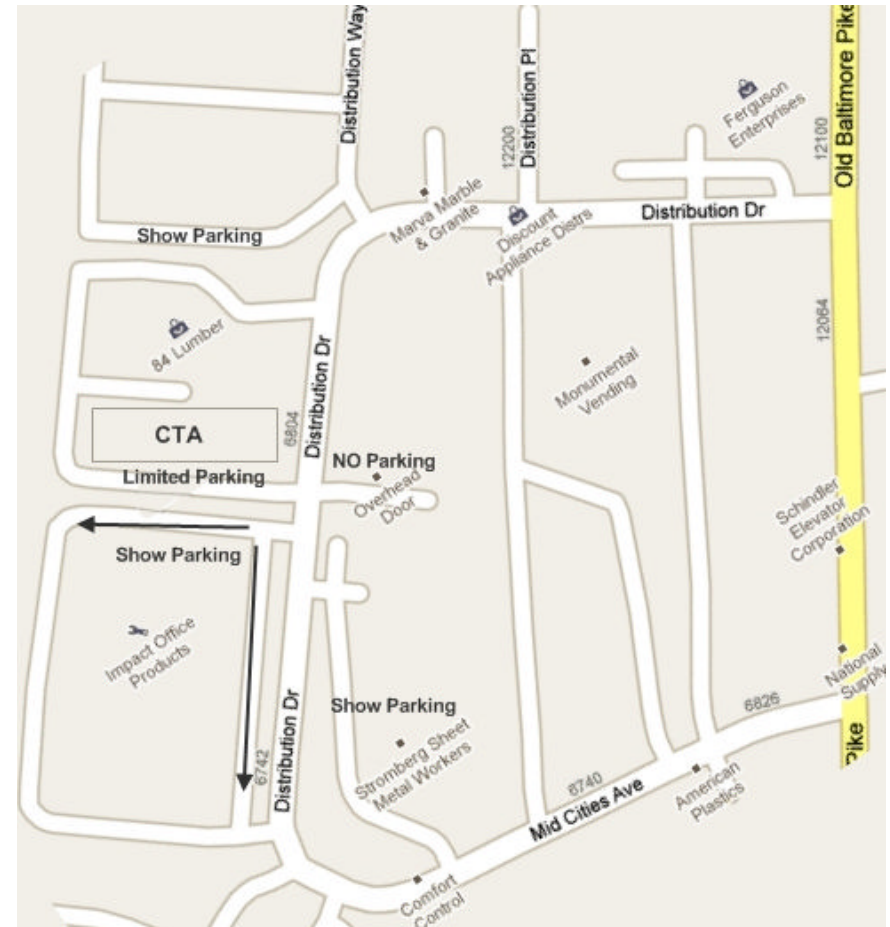 Distribution Way
Distribution Pl
12200
Ferguson
Enterprises
12100
Old Baltimore Pike
Marva Marble
& Granite
Discount
Appliance Distrs
Distribution Dr
Show Parking
84 Lumber
Distribution Dr
6804
12064
Monumental
Vending
CTA
NO Parking
Limited Parking
Overhead
Door
Schindler
Elevator
Corporation
Show Parking
Impact Office
Products
National
Supply
Show Parking
6826
6742
Distribution Dr
Stromberg Sheet
Metal Workers
6740
Mid Cities Ave
American
Plastics
Pike
Comfort
Control